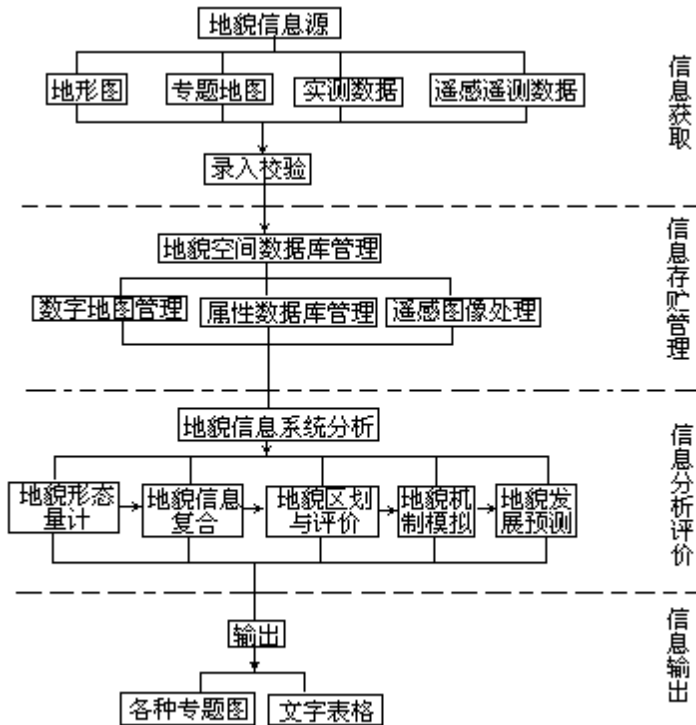 地貌信息源
地形图
专题地图
实测数据
遥感遥测数据
信息获取
录入校验
地貌空间数据库管理
数字地图管理
属性数据库管理
遥感图像处理
信息存贮管理
地貌信息系统分析
地貌形态
量计
地貌信息
复合
地貌区划
与评价
地貌机
制模拟
地貌发
展预测
信息分析评价
输出
各种专题图
文字表格
信息输出